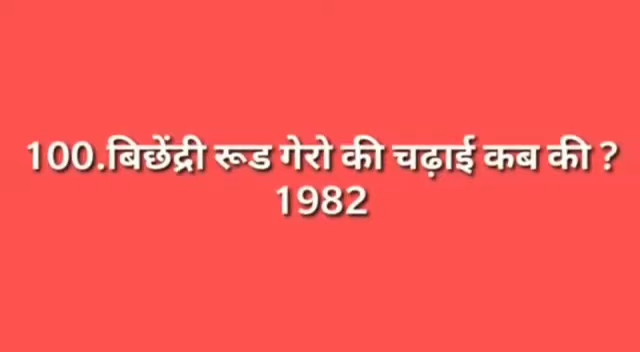 100.बिछेंद्री रूड गेरो की चढ़ाई कब की ?
1982